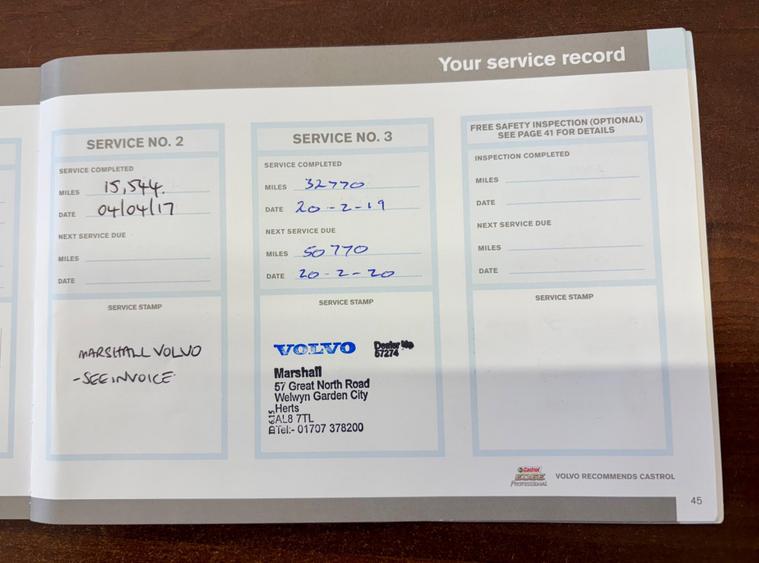 Your service record
SERVICE NO. 2
SERVICE COMPLETED
MILES 15,544.
DATE 04/04/17
NEXT SERVICE DUE
MILES
DATE
SERVICE STAMP
MARSHALL VOLVO
-SEE INVOICE
SERVICE NO. 3
SERVICE COMPLETED
MILES 32770
DATE 20-2-19
NEXT SERVICE DUE
MILES 50770
DATE 20-2-20
SERVICE STAMP
VOLVO Dealer No
67274
Marshall
57 Great North Road
Welwyn Garden City
Herts
AL8 7TL
Tel:- 01707 378200
FREE SAFETY INSPECTION (OPTIONAL)
SEE PAGE 41 FOR DETAILS
INSPECTION COMPLETED
MILES
DATE
NEXT SERVICE DUE
MILES
DATE
SERVICE STAMP
Castrol
EDGE
Professional
VOLVO RECOMMENDS CASTROL
45